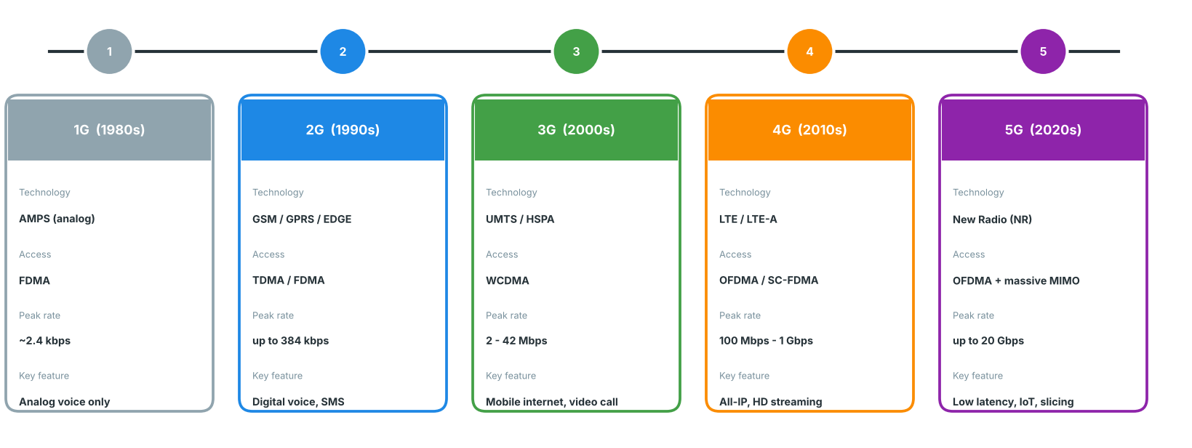 1
2
3
4
5
1G (1980s)
Technology
AMPS (analog)
Access
FDMA
Peak rate
~2.4 kbps
Key feature
Analog voice only
2G (1990s)
Technology
GSM / GPRS / EDGE
Access
TDMA / FDMA
Peak rate
up to 384 kbps
Key feature
Digital voice, SMS
3G (2000s)
Technology
UMTS / HSPA
Access
WCDMA
Peak rate
2 - 42 Mbps
Key feature
Mobile internet, video call
4G (2010s)
Technology
LTE / LTE-A
Access
OFDMA / SC-FDMA
Peak rate
100 Mbps - 1 Gbps
Key feature
All-IP, HD streaming
5G (2020s)
Technology
New Radio (NR)
Access
OFDMA + massive MIMO
Peak rate
up to 20 Gbps
Key feature
Low latency, IoT, slicing